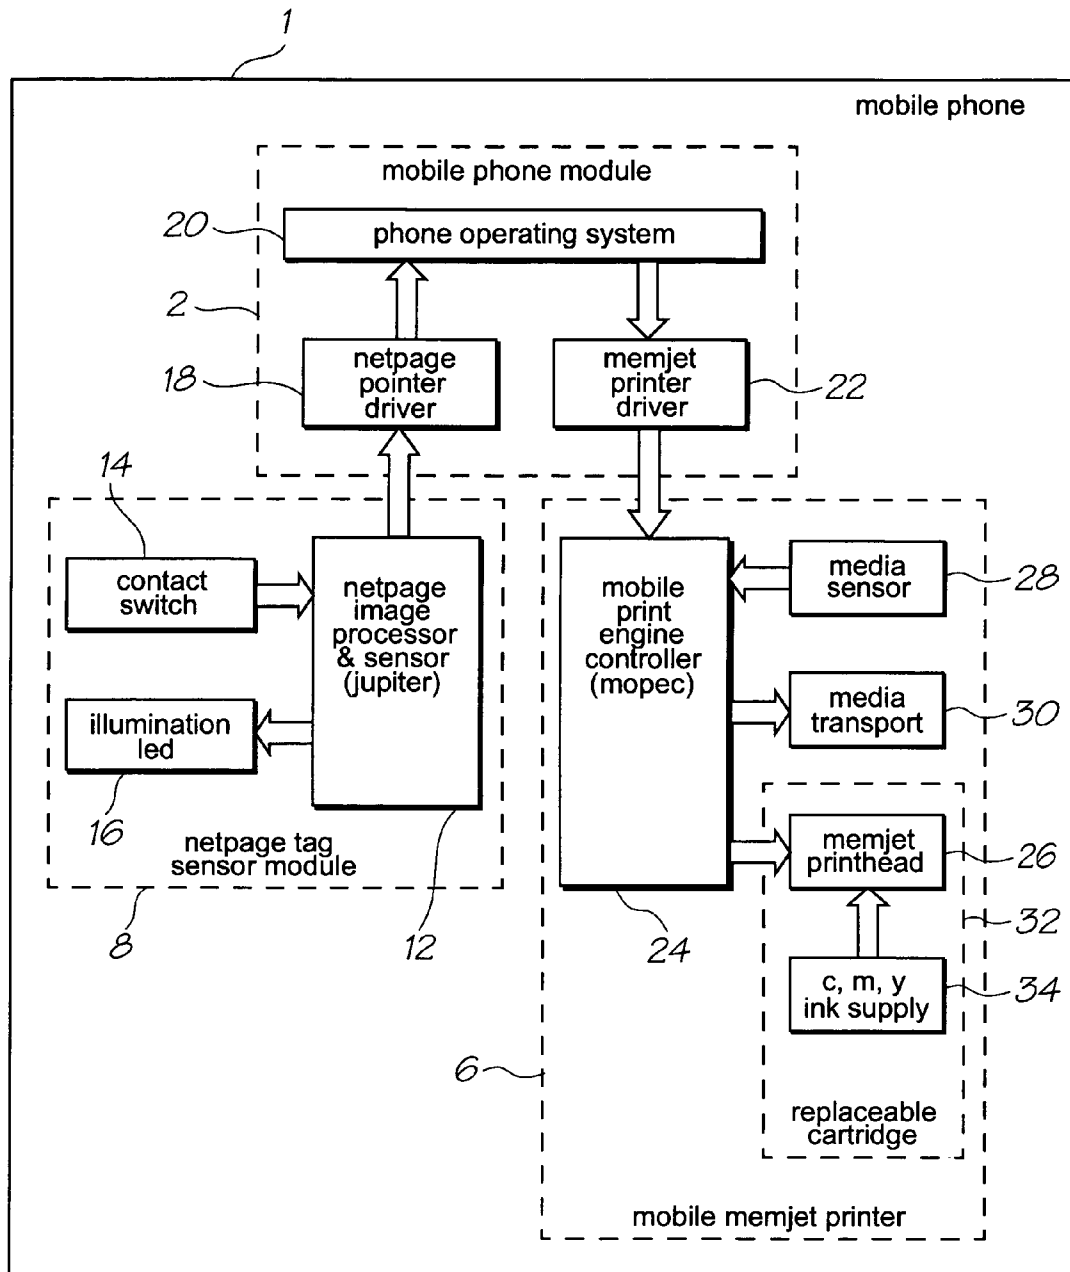 1
mobile phone
mobile phone module
20
phone operating system
2
18
netpage
pointer
driver
memjet
printer
driver
22
14
contact
switch
netpage
image
processor
& sensor
(jupiter)
mobile
print
engine
controller
(mopec)
media
sensor
28
illumination
led
media
transport
30
16
netpage tag
sensor module
memjet
printhead
26
8
12
24
32
c, m, y
ink supply
34
6
replaceable
cartridge
mobile memjet printer